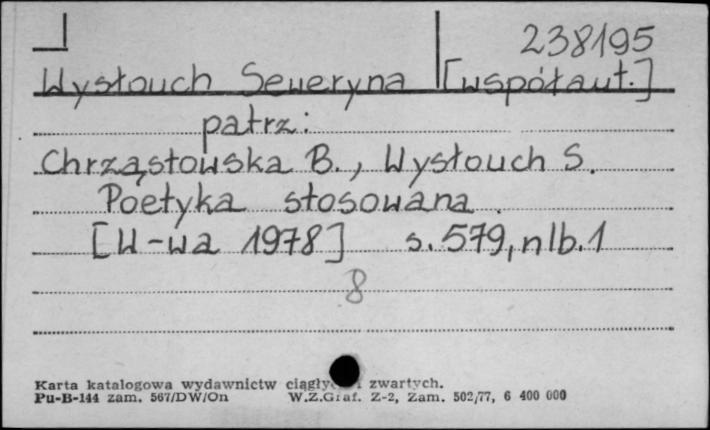 238195
Wysłouch Seweryna [współaut.]
patrz:
Chrząstowska B., Wysłouch S.
Poetyka stosowana.
[W-wa 1978] s. 579, nlb. 1
8
Karta katalogowa wydawnictw i zwartych.
Pu-B-144 zam. 567/DW/On W.Z.Graf. Z-2, Zam. 502/77, 6 400 000